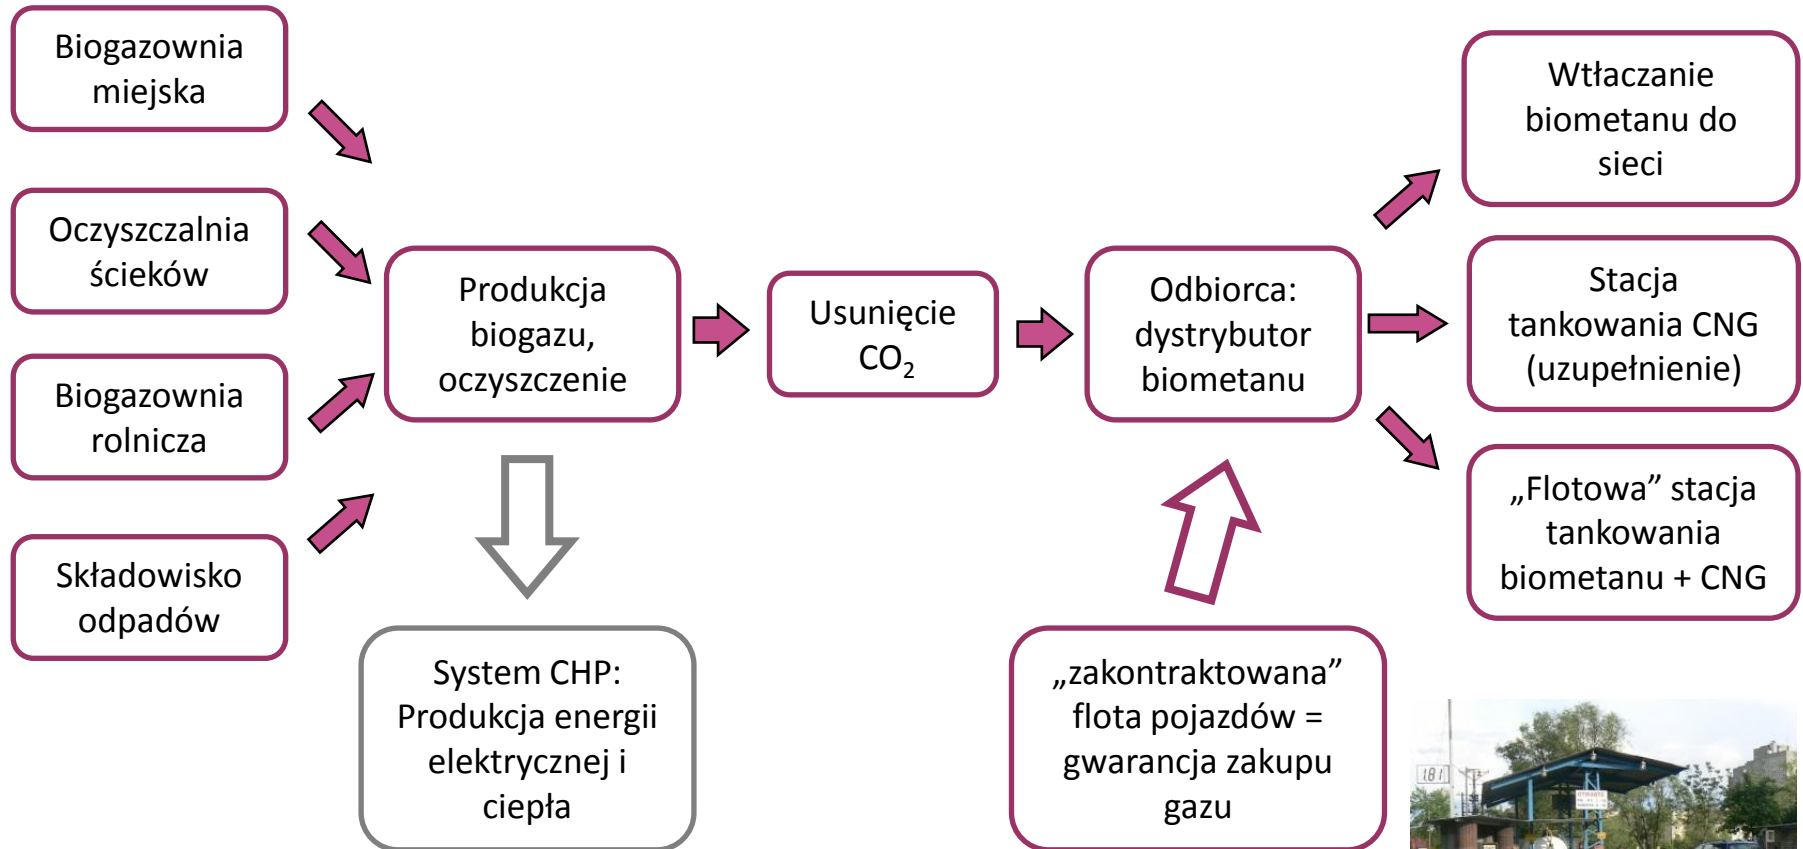 Biogazownia
miejska
Oczyszczalnia
ścieków
Biogazownia
rolnicza
Składowisko
odpadów
Produkcja
biogazu,
oczyszczenie
System CHP:
Produkcja energii
elektrycznej i
ciepła
Usunięcie
CO₂
Odbiorca:
dystrybutor
biometanu
„zakontraktowana”
flota pojazdów =
gwarancja zakupu
gazu
Wtłaczanie
biometanu do
sieci
Stacja
tankowania CNG
(uzupełnienie)
„Flotowa” stacja
tankowania
biometanu + CNG
181